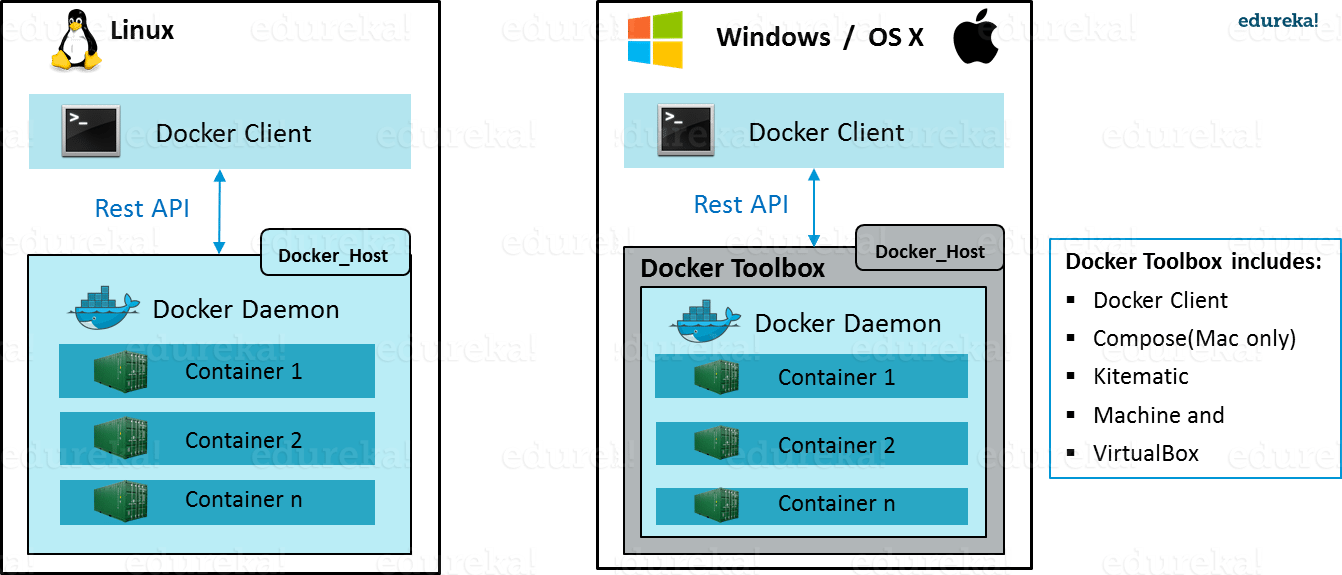 Linux
>_
Docker Client
Rest API
Docker_Host
Docker Daemon
Container 1
Container 2
Container n
Windows / OS X
>_
Docker Client
Rest API
Docker_Host
Docker Toolbox
Docker Daemon
Container 1
Container 2
Container n
edureka!
Docker Toolbox includes:
▪ Docker Client
▪ Compose(Mac only)
▪ Kitematic
▪ Machine and
▪ VirtualBox